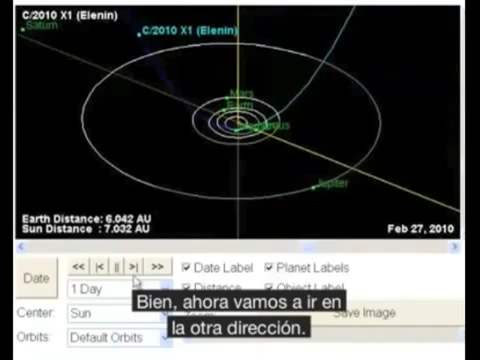 C/2010 X1 (Elenin)
Saturn
C/2010 X1 (Elenin)
Mars
Earth
Jupiter
Earth Distance: 6.042 AU
Sun Distance : 7.032 AU
Feb 27, 2010
Date
<< |< || >| >>
Date Label
Planet Labels
1 Day
Distance
Object Label
Bien, ahora vamos a ir en
la otra dirección.
Center:
Sun
Save Image
Orbits:
Default Orbits